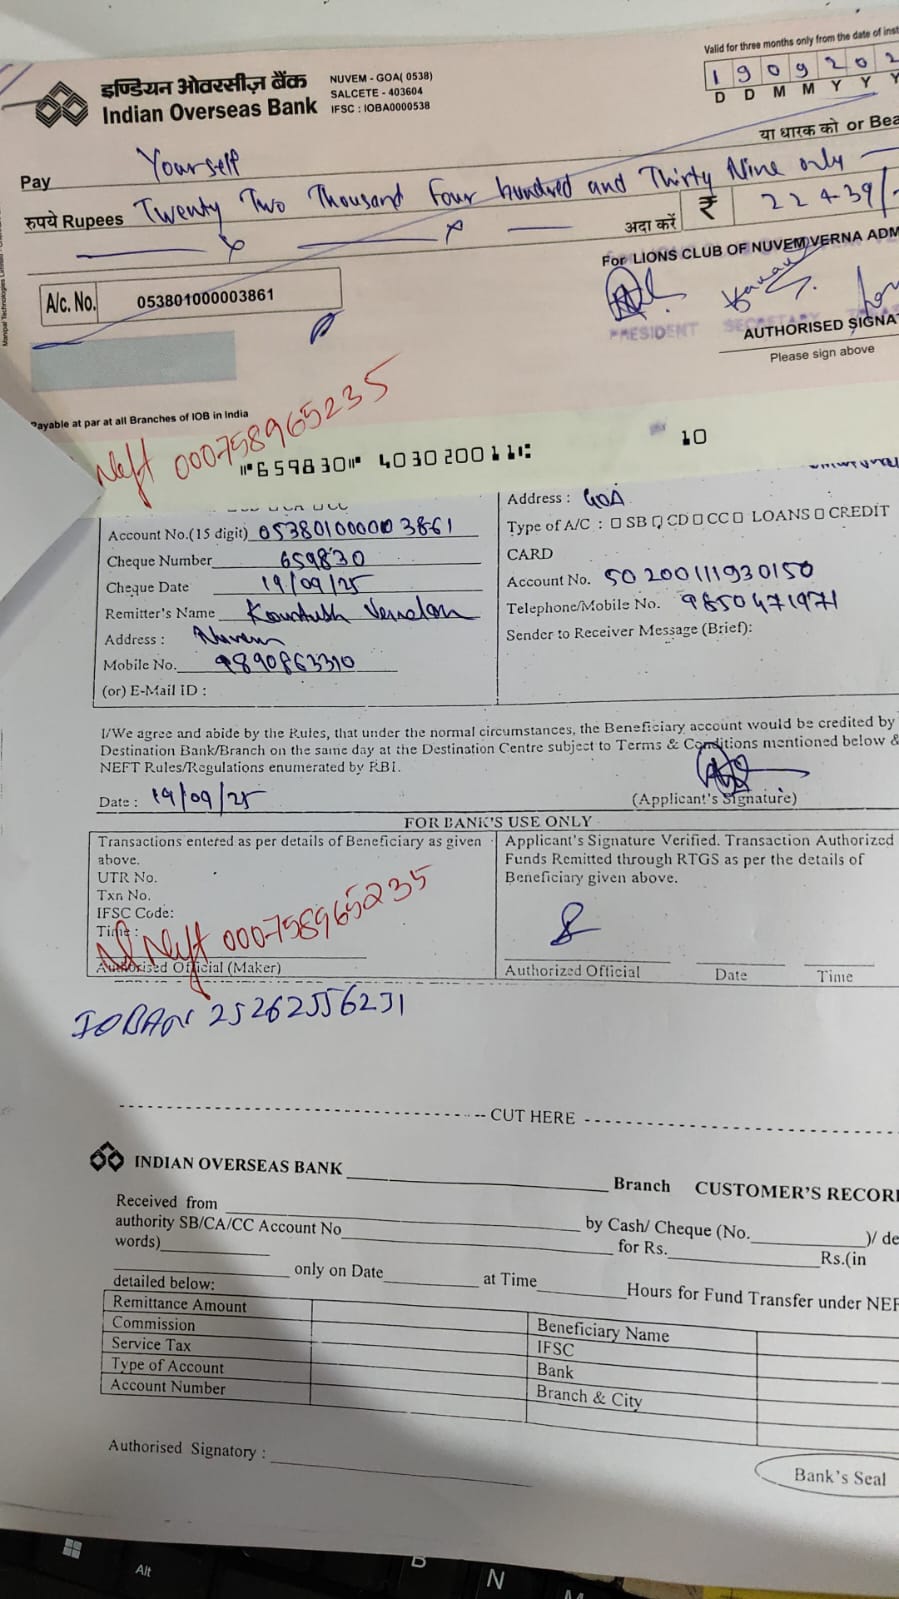 Valid for three months only from the date of inst
इण्डियन ओवरसीज़ बैंक
Indian Overseas Bank
NUVEM - GOA( 0538)
SALCETE - 403604
IFSC : IOBA0000538
1 9 0 9 2 0 2
D D M M Y Y Y
या धारक को or Bea
Pay Yourself
रुपये Rupees Twenty Two Thousand Four hundred and Thirty Nine only
अदा करें ₹ 22439/-
For LIONS CLUB OF NUVEM VERNA ADM
A/c. No. 053801000003861
PRESIDENT SECRETARY
AUTHORISED SIGNA
Please sign above
Payable at par at all Branches of IOB in India
Neft 000758965235
⑈659830⑈ 403020011⑆ 10
Account No.(15 digit) 053801000003861
Cheque Number 659830
Cheque Date 19/09/25
Remitter's Name
Address : Nuvem
Mobile No. 9890863310
(or) E-Mail ID :
Address : GOA
Type of A/C : ☐ SB ☐ CD ☐ CC ☐ LOANS ☐ CREDIT
CARD
Account No. 50200111930150
Telephone/Mobile No. 9850471971
Sender to Receiver Message (Brief):
I/We agree and abide by the Rules, that under the normal circumstances, the Beneficiary account would be credited by
Destination Bank/Branch on the same day at the Destination Centre subject to Terms & Conditions mentioned below &
NEFT Rules/Regulations enumerated by RBI.
Date : 19/09/25
(Applicant's Signature)
FOR BANK'S USE ONLY
Transactions entered as per details of Beneficiary as given
above.
UTR No.
Txn No.
IFSC Code:
Time :
Neft 000758965235
Authorised Official (Maker)
Applicant's Signature Verified. Transaction Authorized
Funds Remitted through RTGS as per the details of
Beneficiary given above.
Authorized Official Date Time
IOBAN 25262556231
CUT HERE
INDIAN OVERSEAS BANK Branch CUSTOMER'S RECOR
Received from
authority SB/CA/CC Account No by Cash/ Cheque (No. )/ de
words) for Rs. Rs.(in
only on Date at Time Hours for Fund Transfer under NEF
detailed below:
Remittance Amount
Commission
Service Tax
Type of Account
Account Number
Beneficiary Name
IFSC
Bank
Branch & City
Authorised Signatory :
Bank's Seal
Alt
B
N